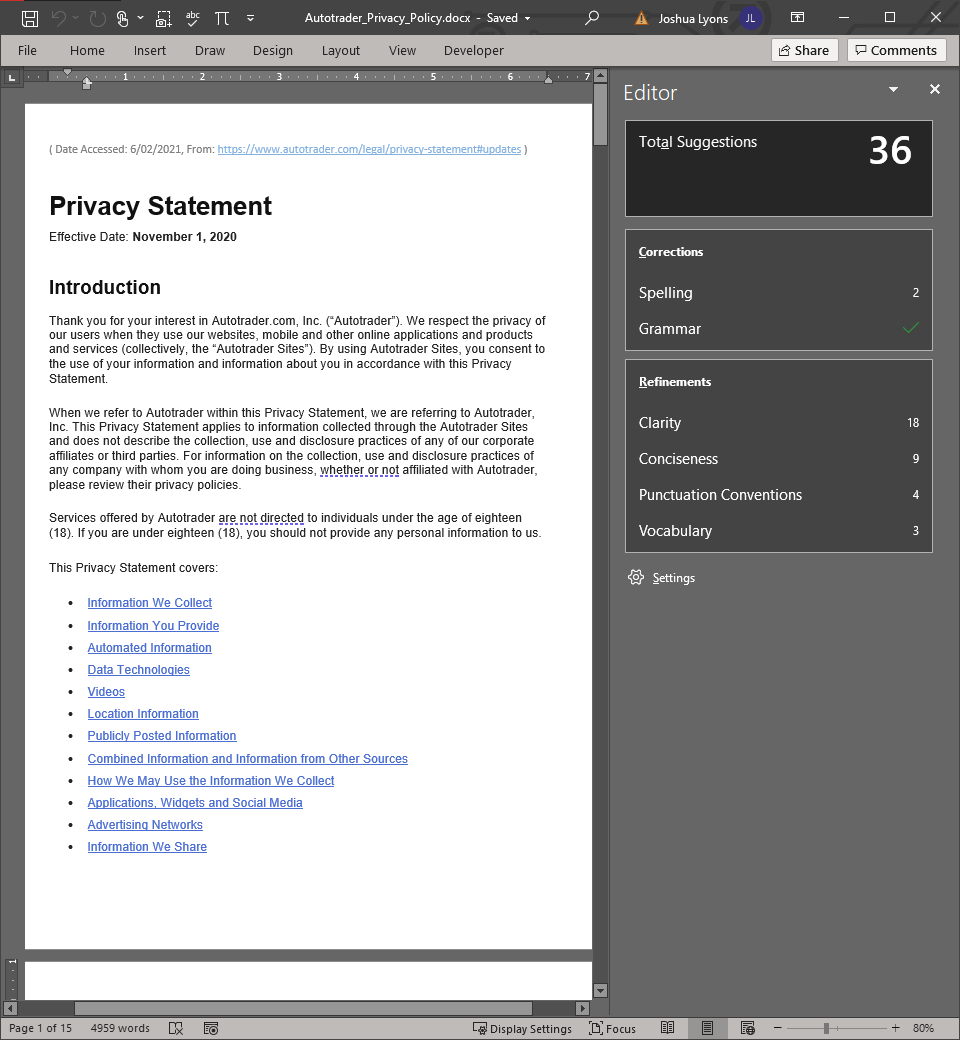 abc
Autotrader_Privacy_Policy.docx - Saved
Joshua Lyons
JL
File Home Insert Draw Design Layout View Developer
Share
Comments
L
1 2 3 4 5 6 7
( Date Accessed: 6/02/2021, From: https://www.autotrader.com/legal/privacy-statement#updates )
Privacy Statement
Effective Date: November 1, 2020
Introduction
Thank you for your interest in Autotrader.com, Inc. (“Autotrader”). We respect the privacy of
our users when they use our websites, mobile and other online applications and products
and services (collectively, the “Autotrader Sites”). By using Autotrader Sites, you consent to
the use of your information and information about you in accordance with this Privacy
Statement.
When we refer to Autotrader within this Privacy Statement, we are referring to Autotrader,
Inc. This Privacy Statement applies to information collected through the Autotrader Sites
and does not describe the collection, use and disclosure practices of any of our corporate
affiliates or third parties. For information on the collection, use and disclosure practices of
any company with whom you are doing business, whether or not affiliated with Autotrader,
please review their privacy policies.
Services offered by Autotrader are not directed to individuals under the age of eighteen
(18). If you are under eighteen (18), you should not provide any personal information to us.
This Privacy Statement covers:
• Information We Collect
• Information You Provide
• Automated Information
• Data Technologies
• Videos
• Location Information
• Publicly Posted Information
• Combined Information and Information from Other Sources
• How We May Use the Information We Collect
• Applications, Widgets and Social Media
• Advertising Networks
• Information We Share
1
Editor
Total Suggestions 36
Corrections
Spelling 2
Grammar
Refinements
Clarity 18
Conciseness 9
Punctuation Conventions 4
Vocabulary 3
Settings
Page 1 of 15 4959 words Display Settings Focus 80%